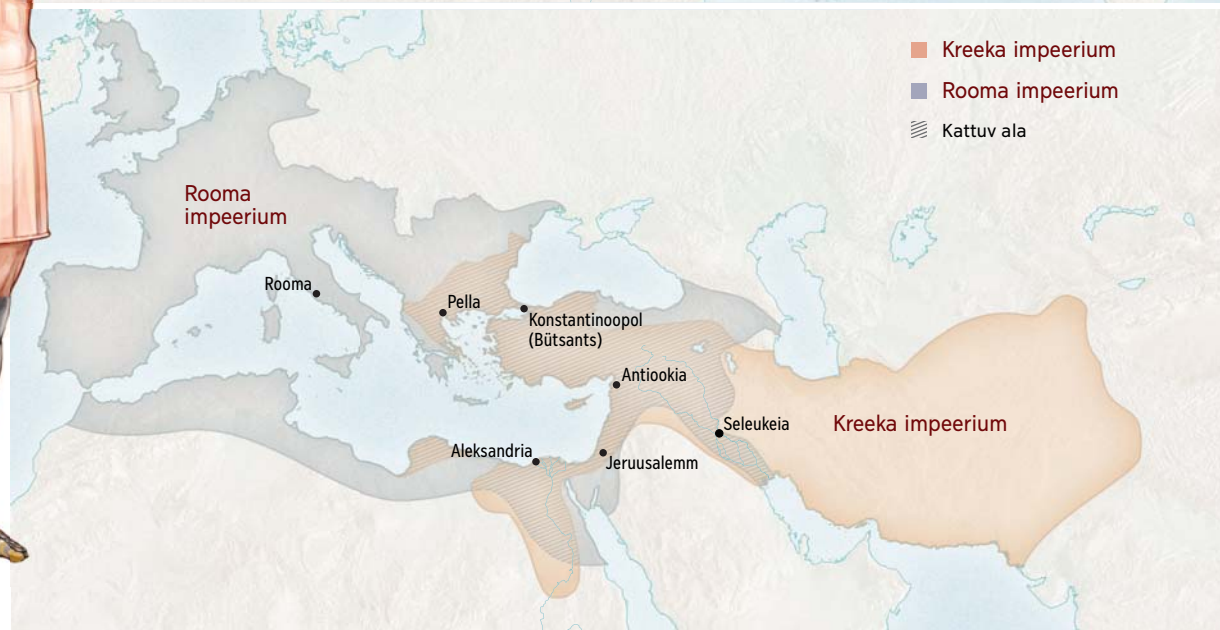 Kreeka impeerium
Rooma impeerium
Kattuv ala
Rooma
impeerium
Rooma
Pella
Konstantinoopol
(Bütsants)
Antiookia
Seleukeia
Kreeka impeerium
Aleksandria
Jeruusalemm